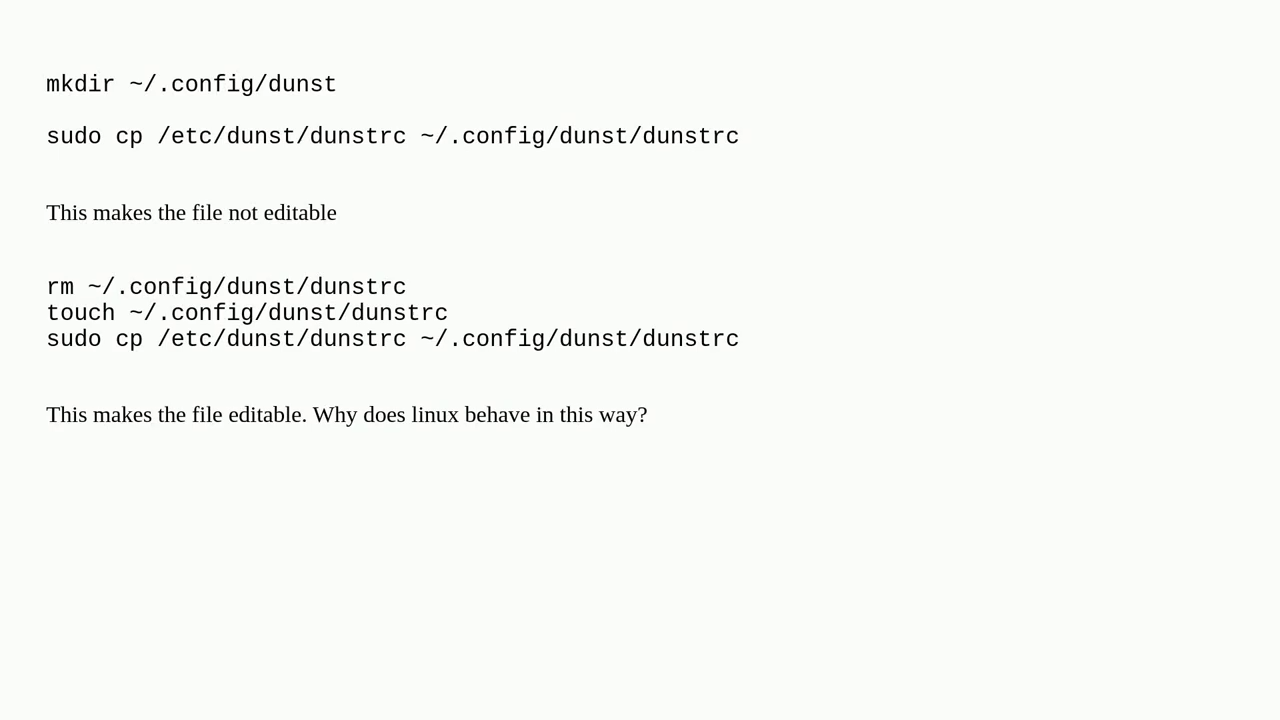 mkdir ~/.config/dunst
sudo cp /etc/dunst/dunstrc ~/.config/dunst/dunstrc
This makes the file not editable
rm ~/.config/dunst/dunstrc
touch ~/.config/dunst/dunstrc
sudo cp /etc/dunst/dunstrc ~/.config/dunst/dunstrc
This makes the file editable. Why does linux behave in this way?